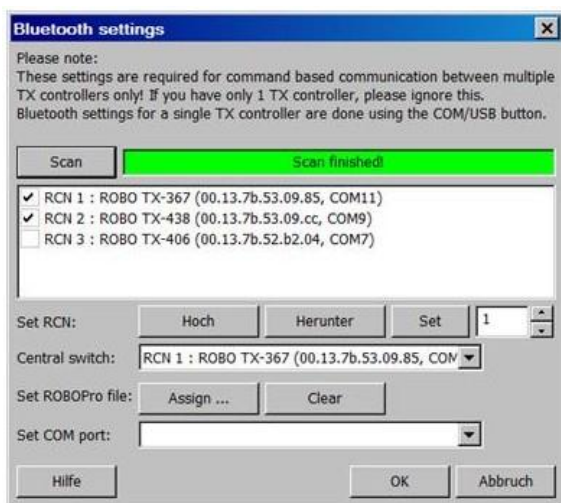 Bluetooth settings
Please note:
These settings are required for command based communication between multiple
TX controllers only! If you have only 1 TX controller, please ignore this.
Bluetooth settings for a single TX controller are done using the COM/USB button.
Scan Scan finished!
RCN 1 : ROBO TX-367 (00.13.7b.53.09.85, COM11)
RCN 2 : ROBO TX-438 (00.13.7b.53.09.cc, COM9)
RCN 3 : ROBO TX-406 (00.13.7b.52.b2.04, COM7)
Set RCN: Hoch Herunter Set 1
Central switch: RCN 1 : ROBO TX-367 (00.13.7b.53.09.85, COM
Set ROBOPro file: Assign ... Clear
Set COM port:
Hilfe OK Abbruch